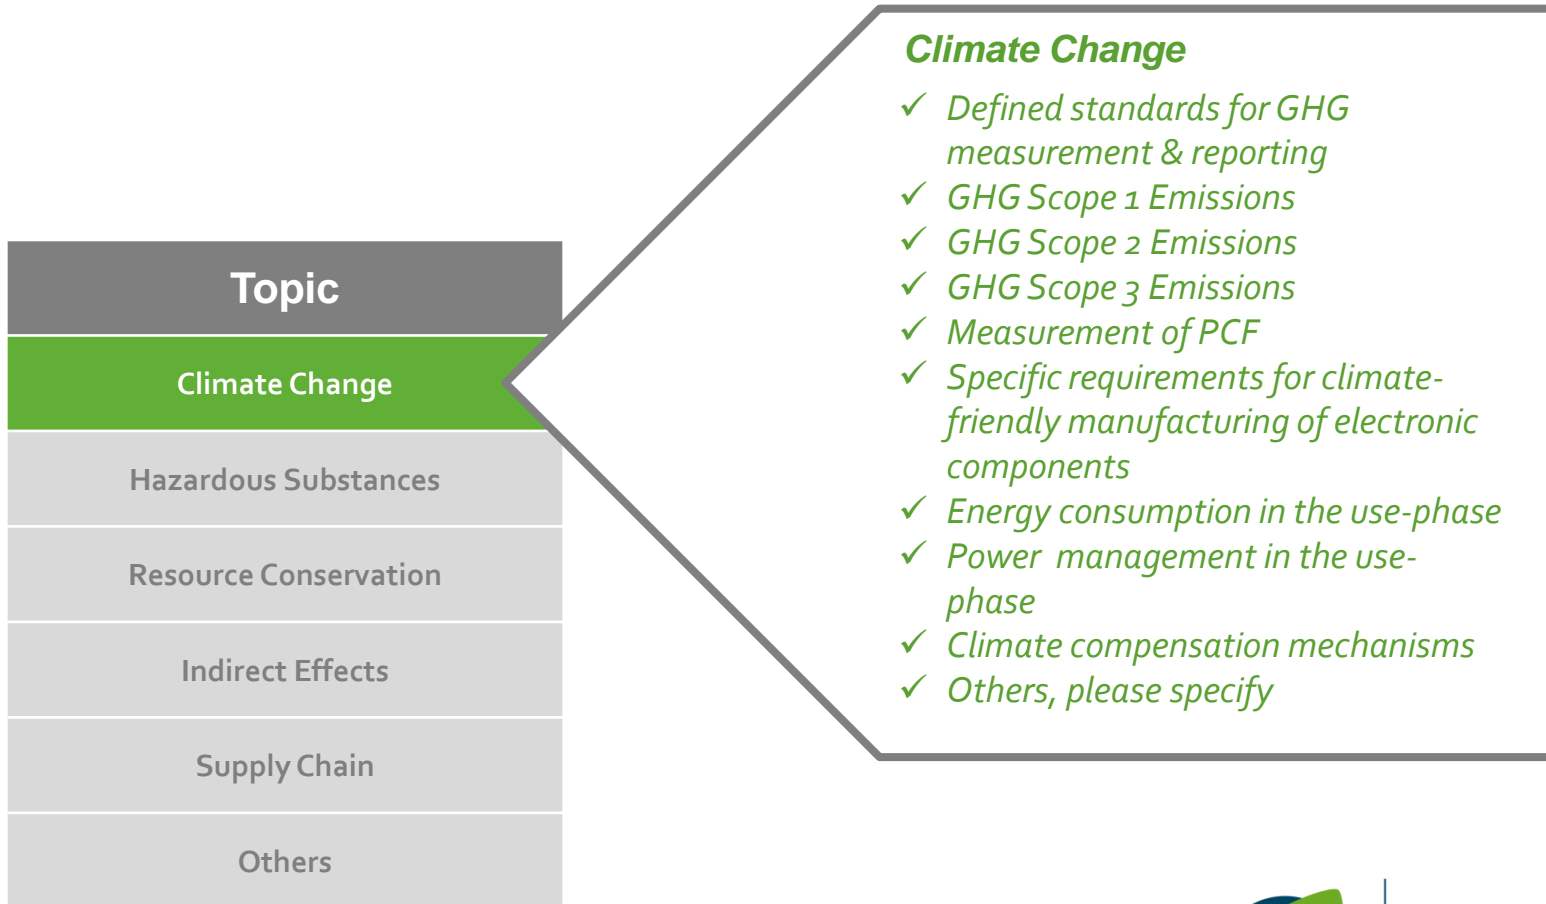 Topic
Climate Change
Hazardous Substances
Resource Conservation
Indirect Effects
Supply Chain
Others
Climate Change
✓ Defined standards for GHG
measurement & reporting
✓ GHG Scope 1 Emissions
✓ GHG Scope 2 Emissions
✓ GHG Scope 3 Emissions
✓ Measurement of PCF
✓ Specific requirements for climate-
friendly manufacturing of electronic
components
✓ Energy consumption in the use-phase
✓ Power management in the use-
phase
✓ Climate compensation mechanisms
✓ Others, please specify